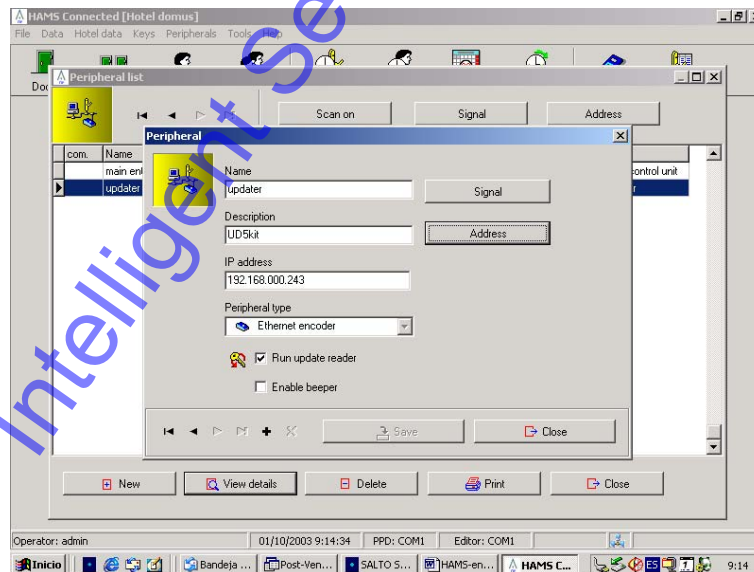 HAMS Connected [Hotel domus]
File Data Hotel data Keys Peripherals Tools Help
Peripheral list
Scan on Signal Address
com. Name
main
control unit
updater
Peripheral
Name
updater
Signal
Description
UD5kit
Address
IP address
192.168.000.243
Peripheral type
Ethernet encoder
Run update reader
Enable beeper
Save Close
New View details Delete Print Close
Operator: admin 01/10/2003 9:14:34 PPD: COM1 Editor: COM1
Inicio Bandeja ... Post-Ven... SALTO S... HAMS-en... HAMS C... ES 9:14
Intelligent Se